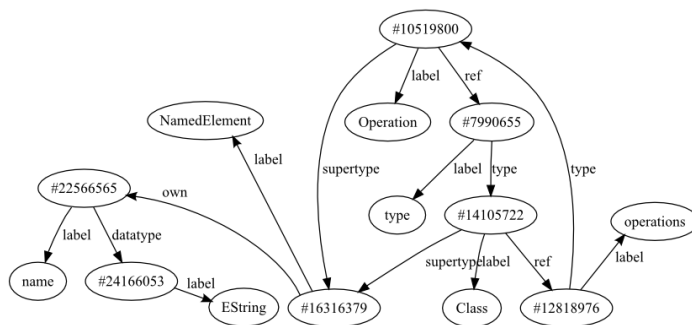 #10519800
label
ref
NamedElement
Operation
#7990655
label
supertype
label
type
type
#22566565
own
type
#14105722
operations
label
datatype
supertype
label
ref
label
name
#24166053
label
EString
#16316379
Class
#12818976